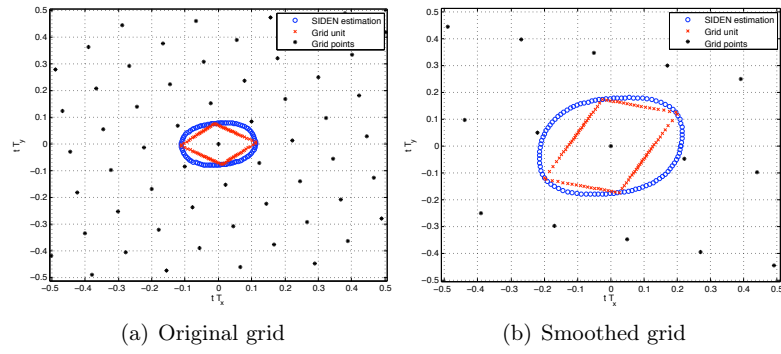 0.5
0.4
0.3
0.2
0.1
0
−0.1
−0.2
−0.3
−0.4
−0.5
t T_y
−0.5 −0.4 −0.3 −0.2 −0.1 0 0.1 0.2 0.3 0.4 0.5
t T_x
SIDEN estimation
Grid unit
Grid points
(a) Original grid
0.5
0.4
0.3
0.2
0.1
0
−0.1
−0.2
−0.3
−0.4
−0.5
t T_y
−0.5 −0.4 −0.3 −0.2 −0.1 0 0.1 0.2 0.3 0.4 0.5
t T_x
SIDEN estimation
Grid unit
Grid points
(b) Smoothed grid